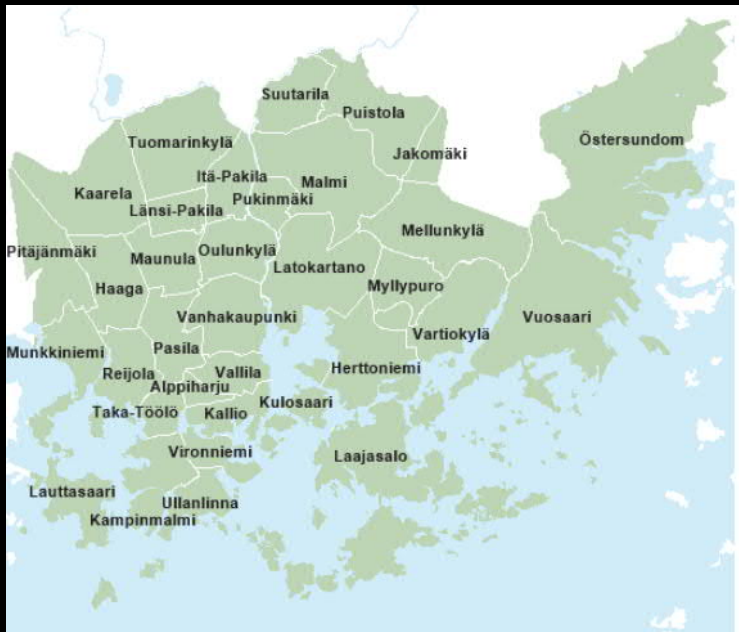 Suutarila
Puistola
Östersundom
Tuomarinkylä
Jakomäki
Itä-Pakila
Malmi
Kaarela
Pukinmäki
Länsi-Pakila
Mellunkylä
Pitäjänmäki
Oulunkylä
Maunula
Latokartano
Haaga
Myllypuro
Vanhakaupunki
Vuosaari
Vartiokylä
Munkkiniemi
Pasila
Herttoniemi
Reijola
Vallila
Alppiharju
Kulosaari
Taka-Töölö
Kallio
Vironniemi
Laajasalo
Lauttasaari
Ullanlinna
Kampinmalmi